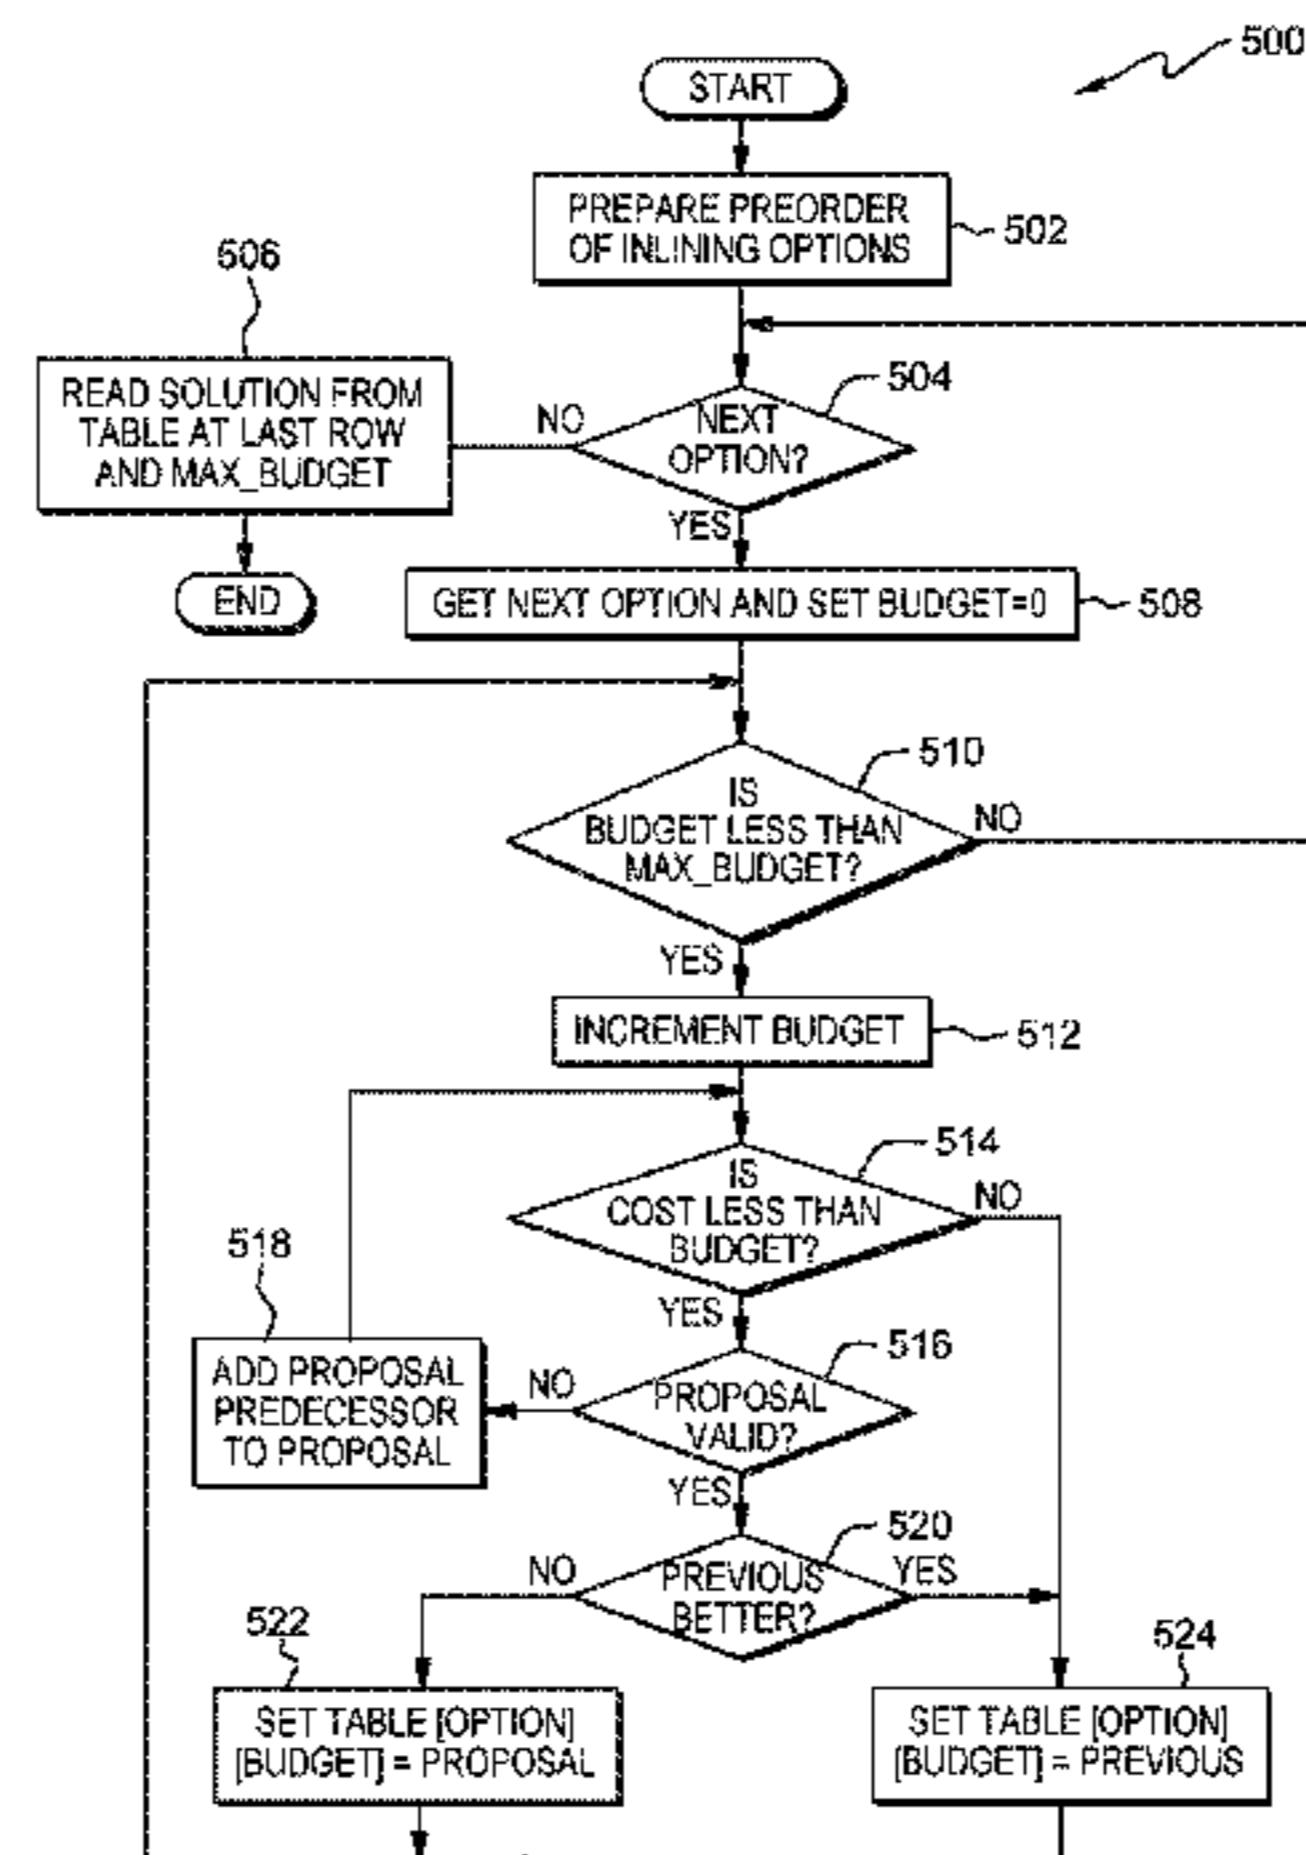 500
START
PREPARE PREORDER
OF INLINING OPTIONS
502
506
READ SOLUTION FROM
TABLE AT LAST ROW
AND MAX_BUDGET
NO
504
NEXT
OPTION?
YES
END
GET NEXT OPTION AND SET BUDGET=0
508
510
IS
BUDGET LESS THAN
MAX_BUDGET?
NO
YES
INCREMENT BUDGET
512
514
IS
COST LESS THAN
BUDGET?
NO
YES
518
ADD PROPOSAL
PREDECESSOR
TO PROPOSAL
NO
516
PROPOSAL
VALID?
YES
520
NO
PREVIOUS
BETTER?
YES
522
SET TABLE [OPTION]
[BUDGET] = PROPOSAL
524
SET TABLE [OPTION]
[BUDGET] = PREVIOUS